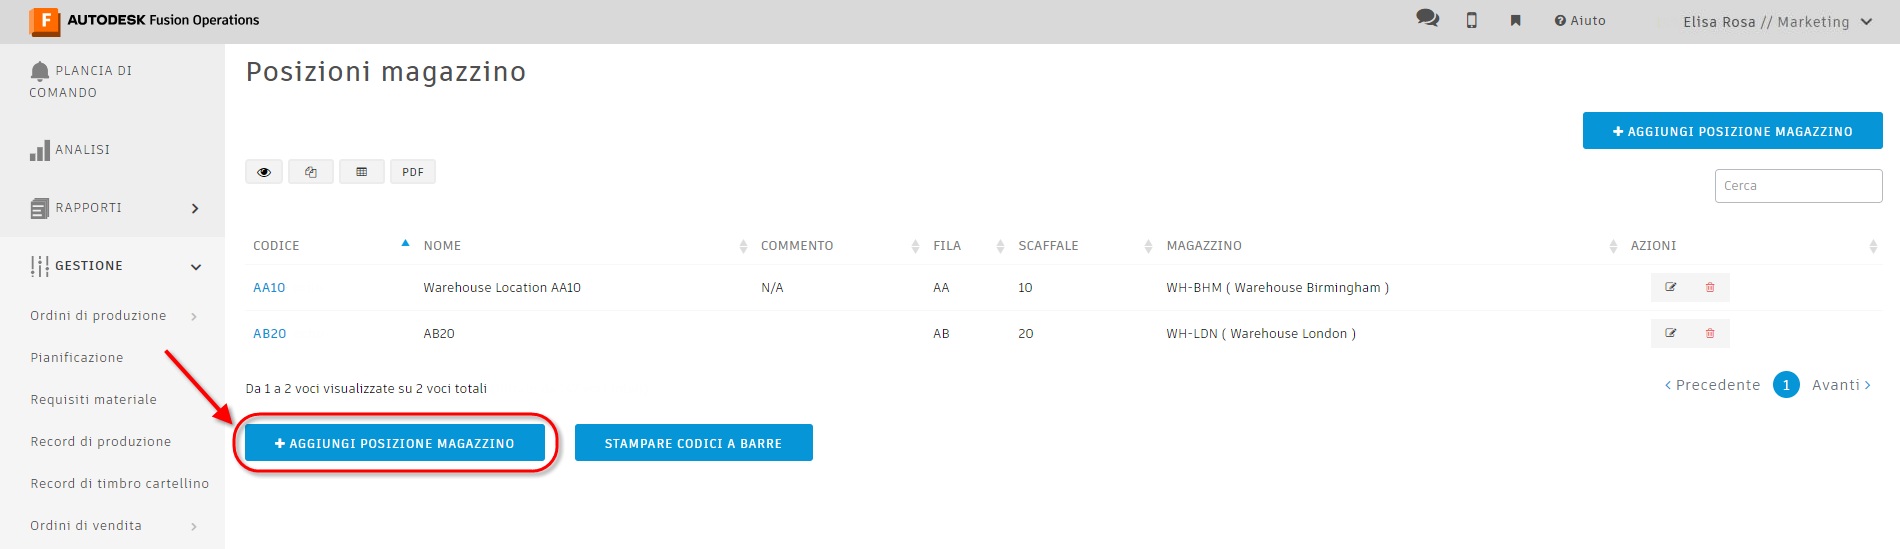 AUTODESK Fusion Operations
Aiuto
Elisa Rosa // Marketing
PLANCIA DI
COMANDO
ANALISI
RAPPORTI
GESTIONE
Ordini di produzione
Pianificazione
Requisiti materiale
Record di produzione
Record di timbro cartellino
Ordini di vendita
Posizioni magazzino
+ AGGIUNGI POSIZIONE MAGAZZINO
PDF
Cerca
CODICE NOME COMMENTO FILA SCAFFALE MAGAZZINO AZIONI
AA10 Warehouse Location AA10 N/A AA 10 WH-BHM ( Warehouse Birmingham )
AB20 AB20 AB 20 WH-LDN ( Warehouse London )
Da 1 a 2 voci visualizzate su 2 voci totali
Precedente 1 Avanti
+ AGGIUNGI POSIZIONE MAGAZZINO STAMPARE CODICI A BARRE